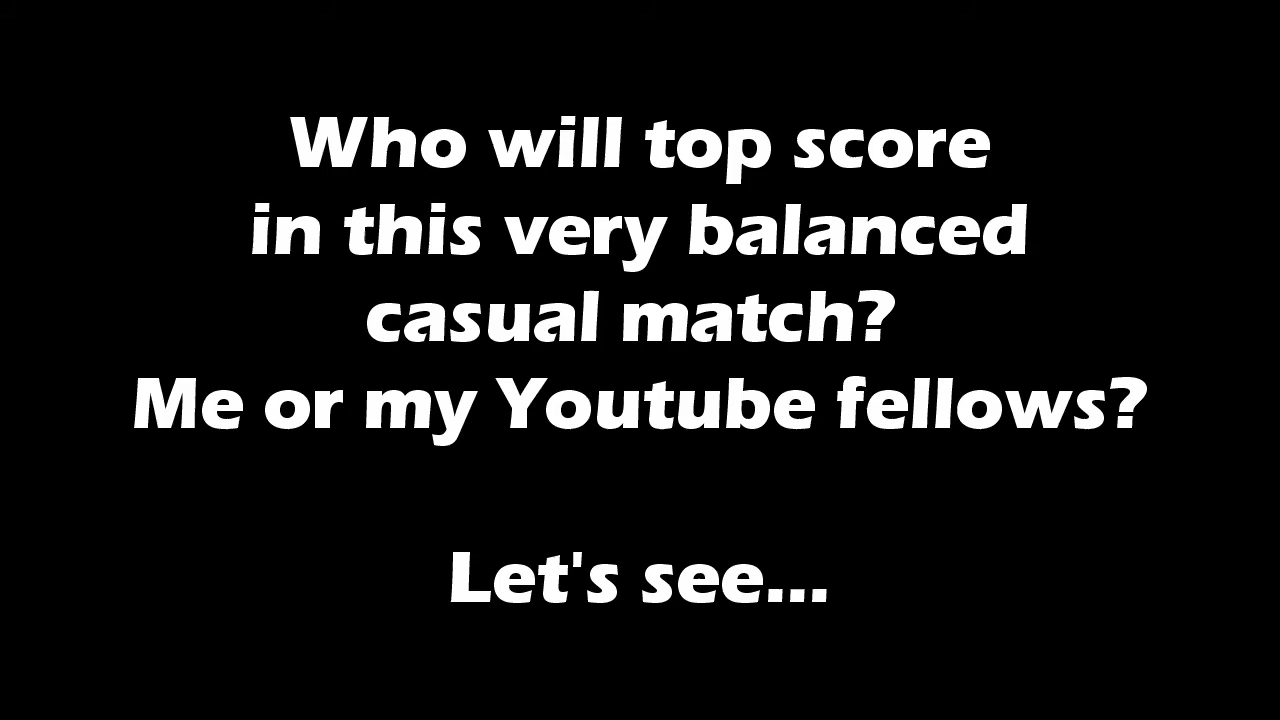 Who will top score
in this very balanced
casual match?
Me or my Youtube fellows?
Let's see...